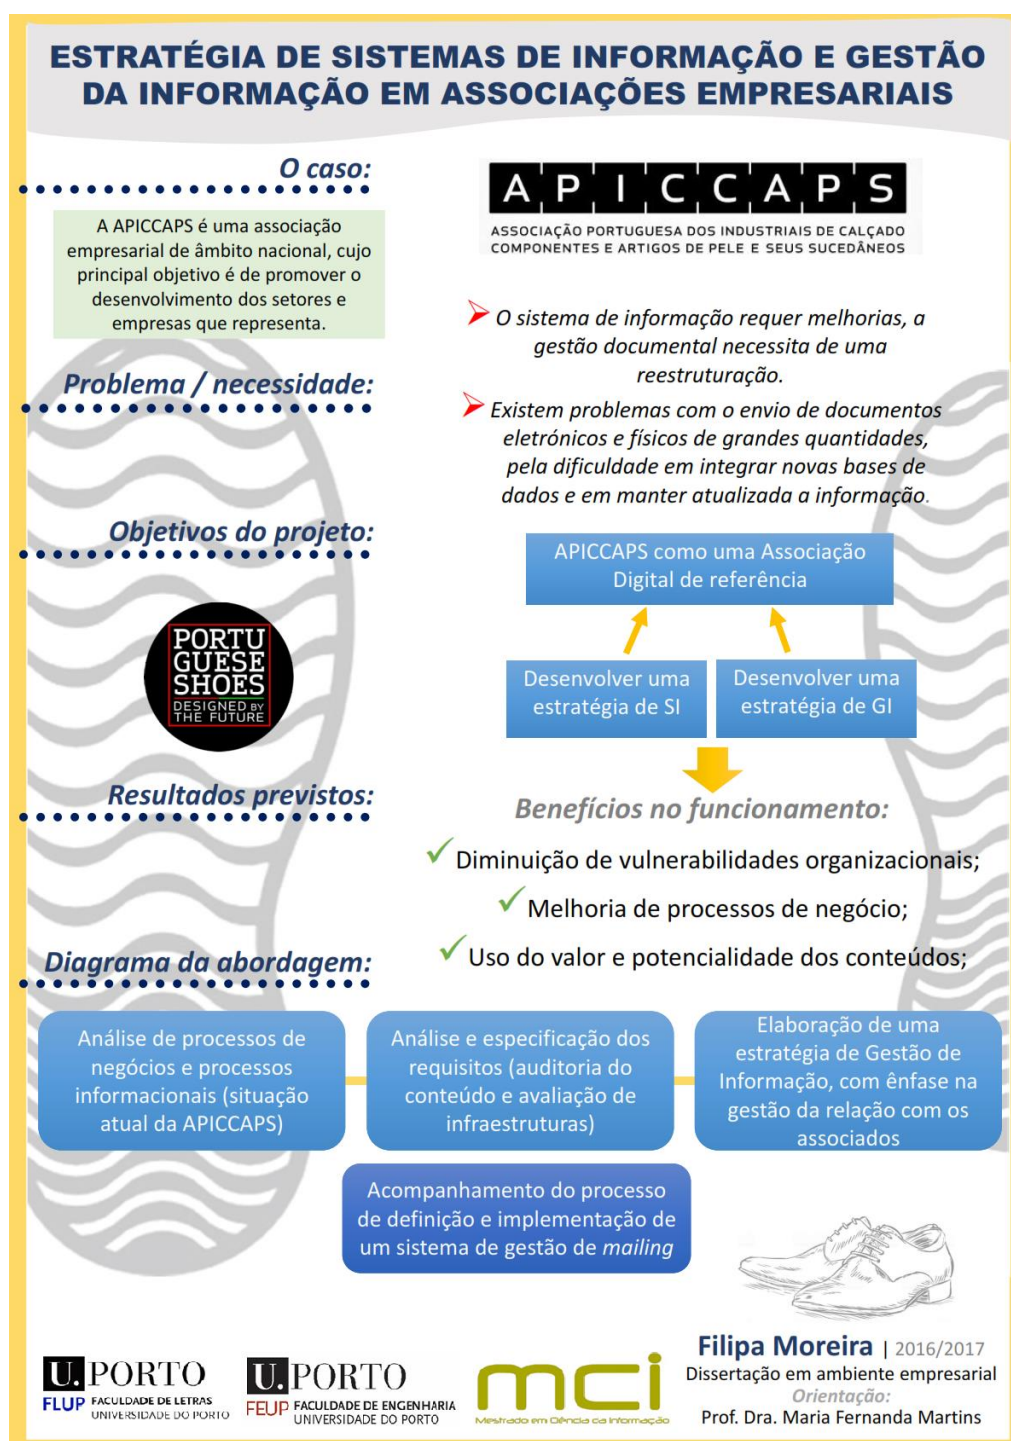 ESTRATÉGIA DE SISTEMAS DE INFORMAÇÃO E GESTÃO
DA INFORMAÇÃO EM ASSOCIAÇÕES EMPRESARIAIS
O caso:
A APICCAPS é uma associação
empresarial de âmbito nacional, cujo
principal objetivo é de promover o
desenvolvimento dos setores e
empresas que representa.
APICCAPS
ASSOCIAÇÃO PORTUGUESA DOS INDUSTRIAIS DE CALÇADO
COMPONENTES E ARTIGOS DE PELE E SEUS SUCEDÂNEOS
Problema / necessidade:
O sistema de informação requer melhorias, a
gestão documental necessita de uma
reestruturação.
Existem problemas com o envio de documentos
eletrónicos e físicos de grandes quantidades,
pela dificuldade em integrar novas bases de
dados e em manter atualizada a informação.
Objetivos do projeto:
PORTU
GUESE
SHOES
DESIGNED BY
THE FUTURE
APICCAPS como uma Associação
Digital de referência
Desenvolver uma
estratégia de SI
Desenvolver uma
estratégia de GI
Resultados previstos:
Benefícios no funcionamento:
Diminuição de vulnerabilidades organizacionais;
Melhoria de processos de negócio;
Uso do valor e potencialidade dos conteúdos;
Diagrama da abordagem:
Análise de processos de
negócios e processos
informacionais (situação
atual da APICCAPS)
Análise e especificação dos
requisitos (auditoria do
conteúdo e avaliação de
infraestruturas)
Elaboração de uma
estratégia de Gestão de
Informação, com ênfase na
gestão da relação com os
associados
Acompanhamento do processo
de definição e implementação de
um sistema de gestão de mailing
U.PORTO
FLUP FACULDADE DE LETRAS
UNIVERSIDADE DO PORTO
U.PORTO
FEUP FACULDADE DE ENGENHARIA
UNIVERSIDADE DO PORTO
mci
Mestrado em Ciência da Informação
Filipa Moreira | 2016/2017
Dissertação em ambiente empresarial
Orientação:
Prof. Dra. Maria Fernanda Martins